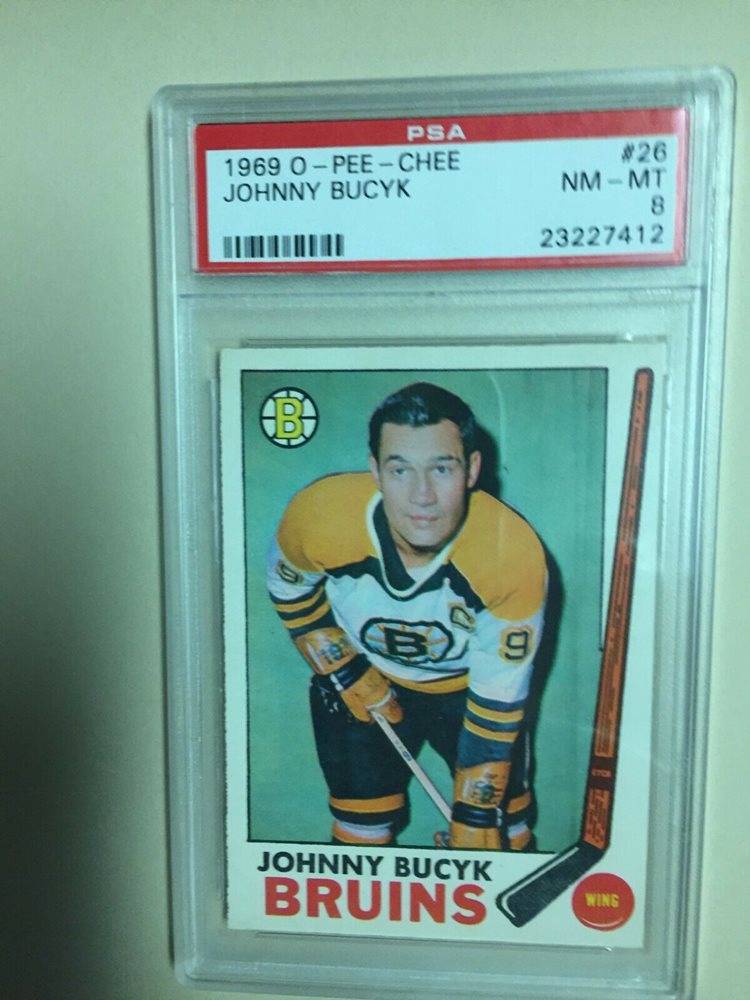 PSA
1969 O-PEE-CHEE #26
JOHNNY BUCYK NM-MT
8
23227412
B
9
C
B
9
JOHNNY BUCYK
BRUINS
WING